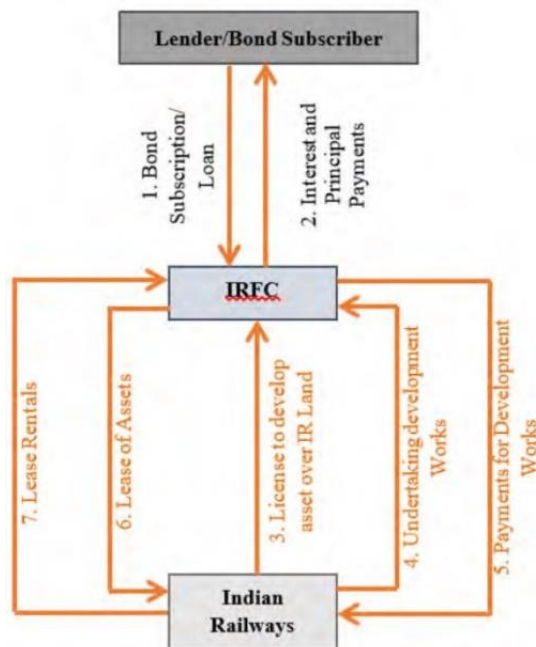 Lender/Bond Subscriber
1. Bond
Subscription/
Loan
2. Interest and
Principal
Payments
IRFC
7. Lease Rentals
6. Lease of Assets
3. License to develop
asset over IR Land
4. Undertaking development
Works
5. Payments for Development
Works
Indian
Railways